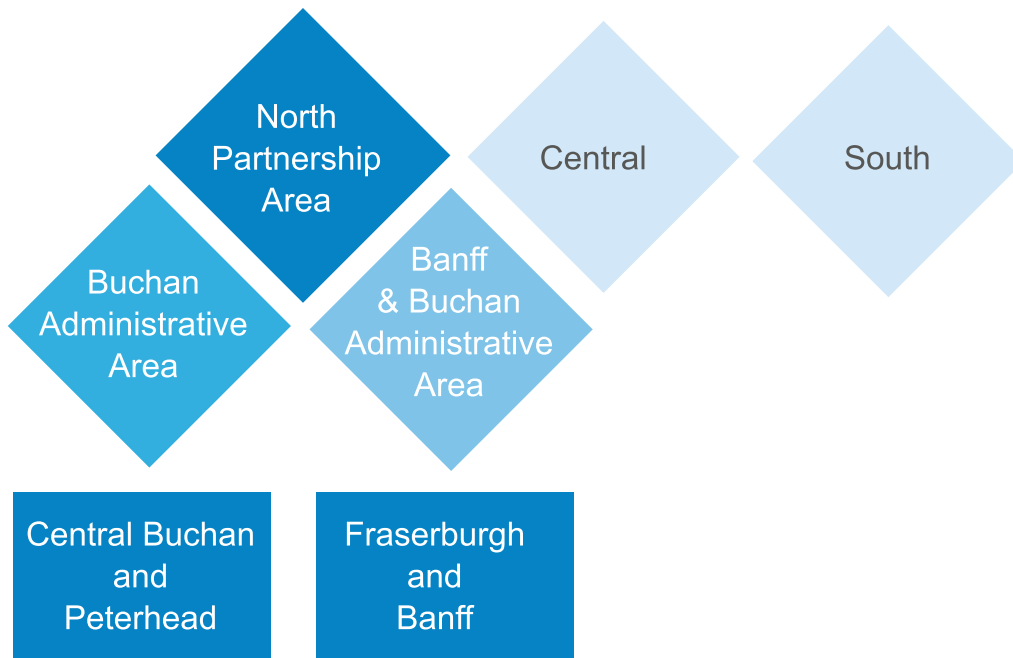 North
Partnership
Area
Central
South
Buchan
Administrative
Area
Banff
& Buchan
Administrative
Area
Central Buchan
and
Peterhead
Fraserburgh
and
Banff